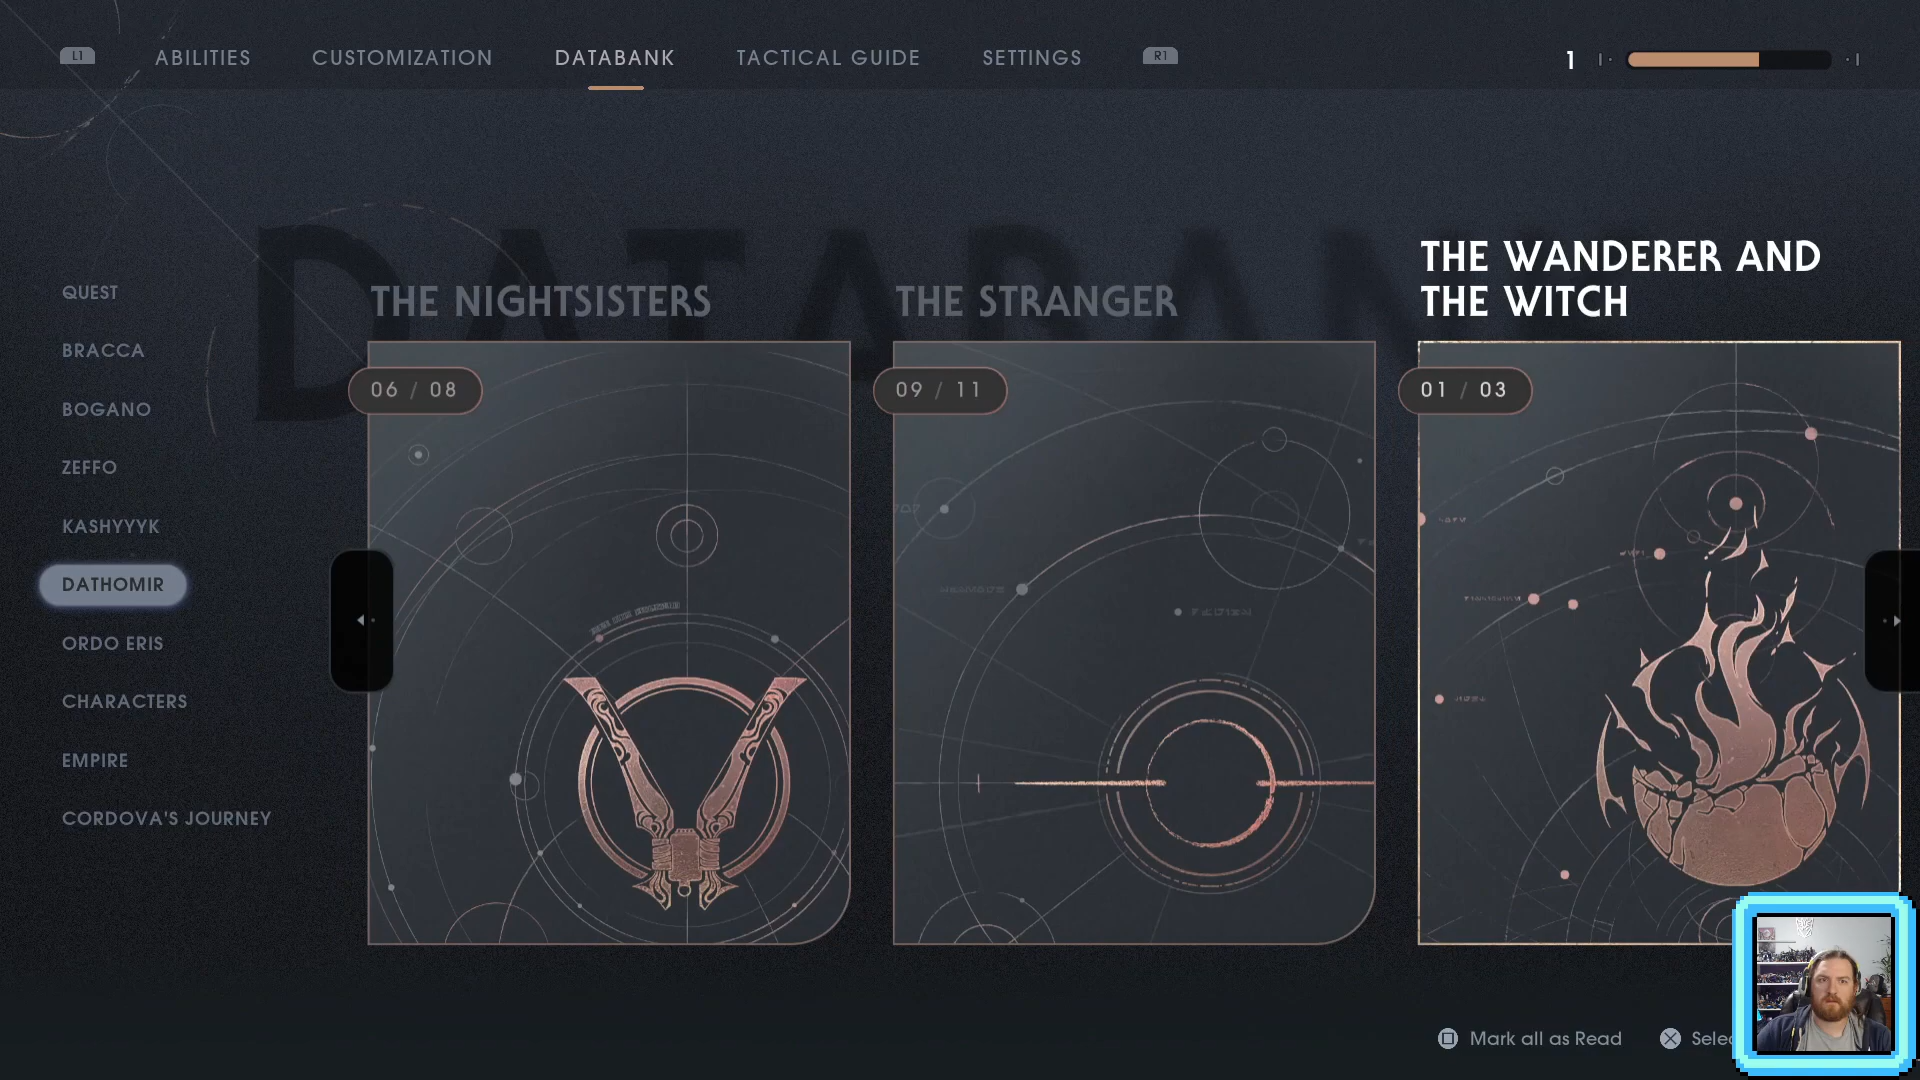 L1
ABILITIES
CUSTOMIZATION
DATABANK
TACTICAL GUIDE
SETTINGS
R1
1
QUEST
BRACCA
BOGANO
ZEFFO
KASHYYYK
DATHOMIR
ORDO ERIS
CHARACTERS
EMPIRE
CORDOVA'S JOURNEY
DATABAN
THE NIGHTSISTERS
06 / 08
THE STRANGER
09 / 11
THE WANDERER AND
THE WITCH
01 / 03
Mark all as Read
Selec